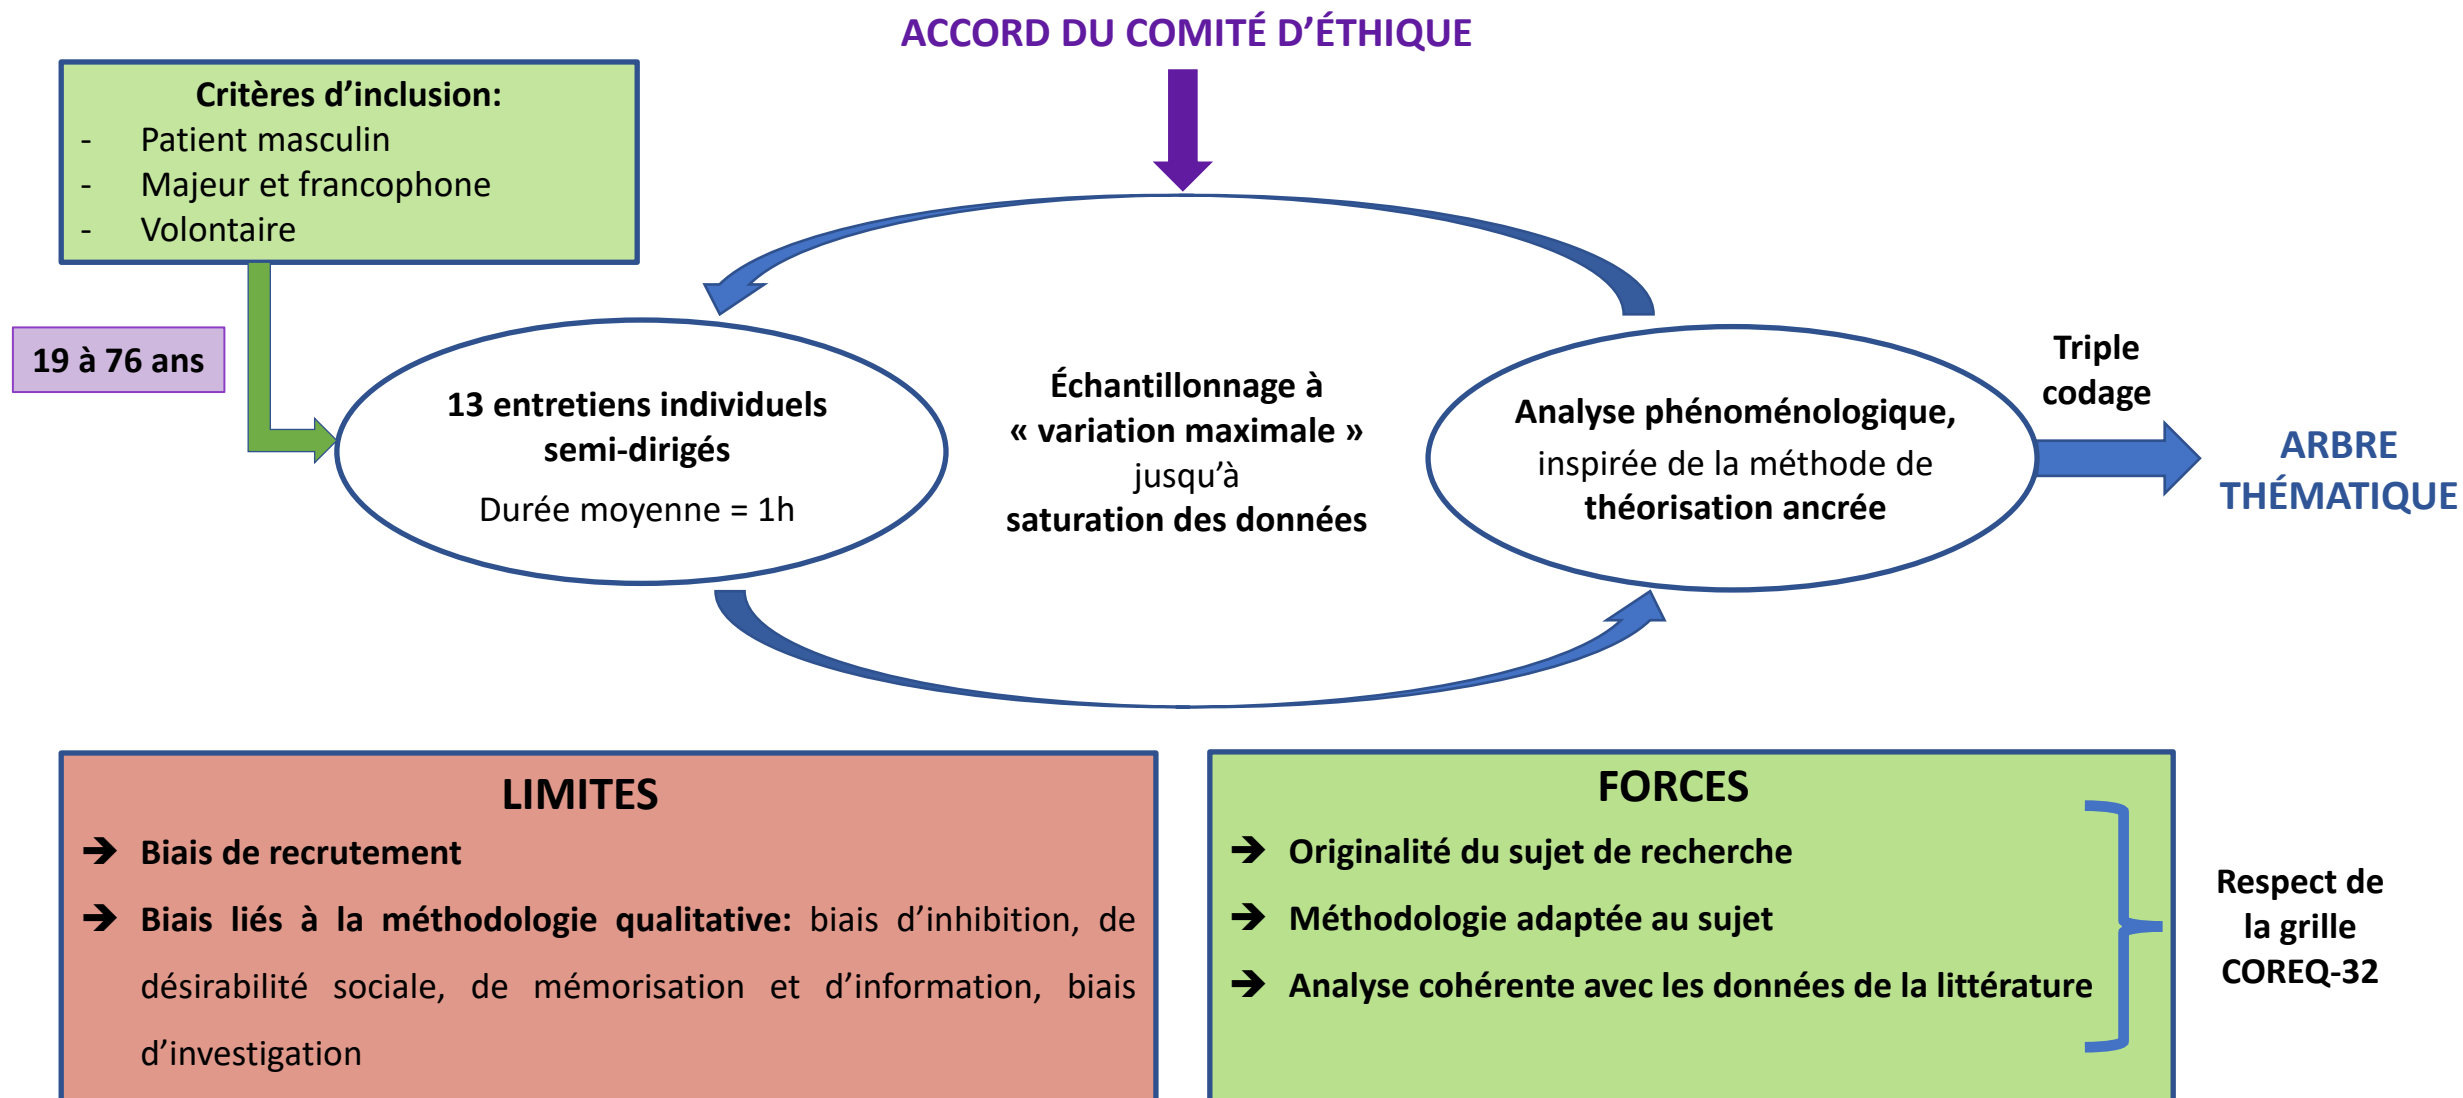 ACCORD DU COMITÉ D’ÉTHIQUE
Critères d’inclusion:
- Patient masculin
- Majeur et francophone
- Volontaire
19 à 76 ans
13 entretiens individuels
semi-dirigés
Durée moyenne = 1h
Échantillonnage à
« variation maximale »
jusqu’à
saturation des données
Analyse phénoménologique,
inspirée de la méthode de
théorisation ancrée
Triple
codage
ARBRE
THÉMATIQUE
LIMITES
➔ Biais de recrutement
➔ Biais liés à la méthodologie qualitative: biais d’inhibition, de
désirabilité sociale, de mémorisation et d’information, biais
d’investigation
FORCES
➔ Originalité du sujet de recherche
➔ Méthodologie adaptée au sujet
➔ Analyse cohérente avec les données de la littérature
Respect de
la grille
COREQ-32